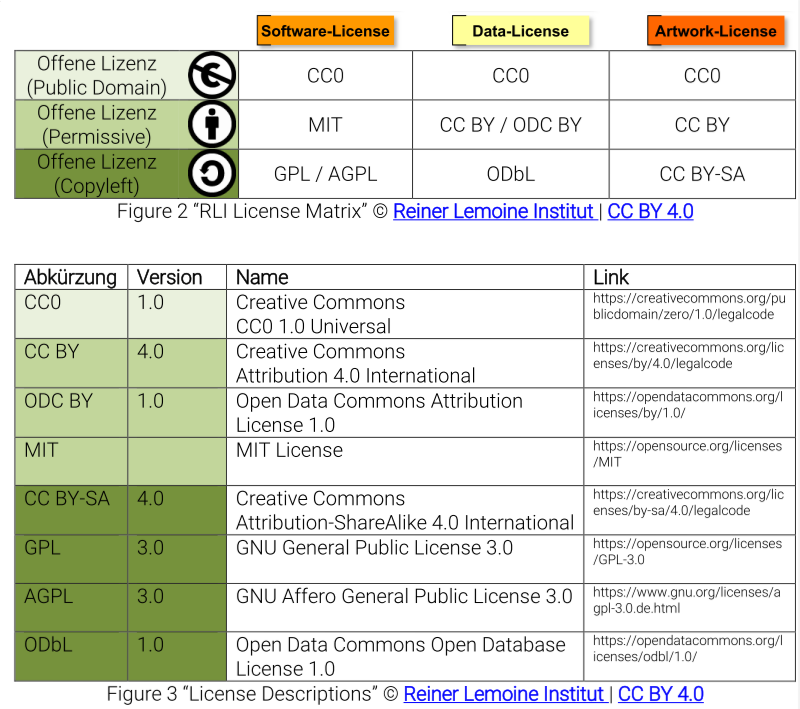 Software-License Data-License Artwork-License
Offene Lizenz
(Public Domain) CC0 CC0 CC0
Offene Lizenz
(Permissive) MIT CC BY / ODC BY CC BY
Offene Lizenz
(Copyleft) GPL / AGPL ODbL CC BY-SA
Figure 2 “RLI License Matrix” © Reiner Lemoine Institut | CC BY 4.0
Abkürzung Version Name Link
CC0 1.0 Creative Commons https://creativecommons.org/pu
CC0 1.0 Universal blicdomain/zero/1.0/legalcode
CC BY 4.0 Creative Commons https://creativecommons.org/lic
Attribution 4.0 International enses/by/4.0/legalcode
ODC BY 1.0 Open Data Commons Attribution https://opendatacommons.org/l
License 1.0 icenses/by/1.0/
MIT MIT License https://opensource.org/licenses
/MIT
CC BY-SA 4.0 Creative Commons https://creativecommons.org/lic
Attribution-ShareAlike 4.0 International enses/by-sa/4.0/legalcode
GPL 3.0 GNU General Public License 3.0 https://opensource.org/licenses
/GPL-3.0
AGPL 3.0 GNU Affero General Public License 3.0 https://www.gnu.org/licenses/a
gpl-3.0.de.html
ODbL 1.0 Open Data Commons Open Database https://opendatacommons.org/l
License 1.0 icenses/odbl/1.0/
Figure 3 “License Descriptions” © Reiner Lemoine Institut | CC BY 4.0